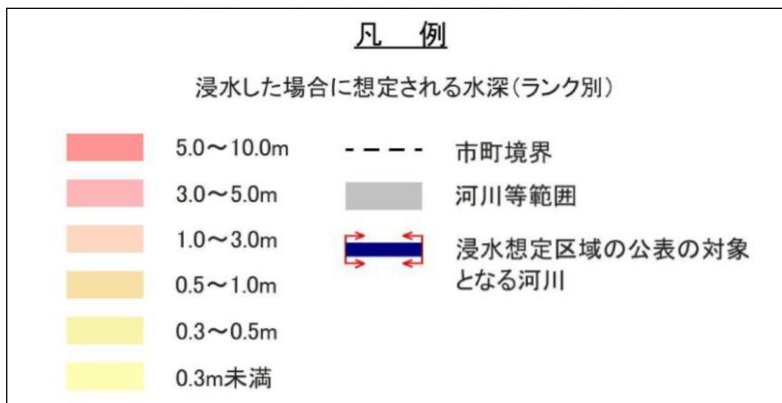 凡　例
浸水した場合に想定される水深(ランク別)
5.0～10.0m
3.0～5.0m
1.0～3.0m
0.5～1.0m
0.3～0.5m
0.3m未満
市町境界
河川等範囲
浸水想定区域の公表の対象
となる河川